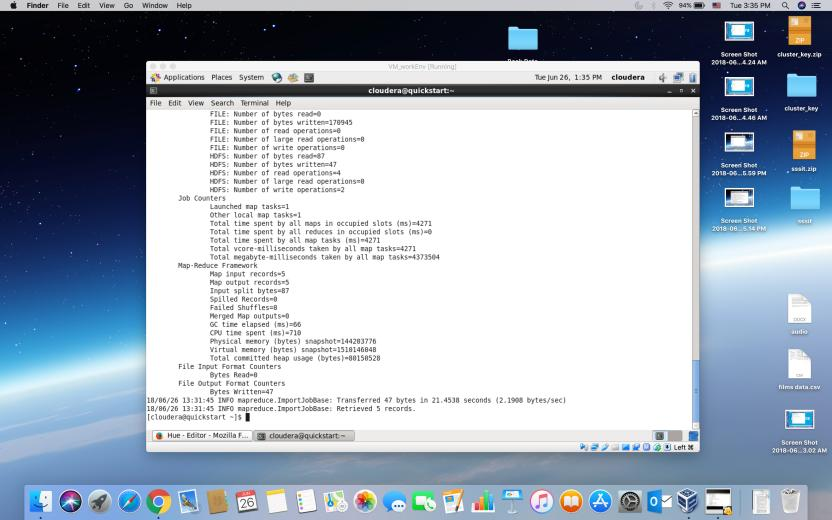 Finder File Edit View Go Window Help
94% Tue 3:35 PM
VM_workEnv [Running]
Applications Places System
Tue Jun 26, 1:35 PM cloudera
cloudera@quickstart:~
File Edit View Search Terminal Help
FILE: Number of bytes read=0
FILE: Number of bytes written=170945
FILE: Number of read operations=0
FILE: Number of large read operations=0
FILE: Number of write operations=0
HDFS: Number of bytes read=87
HDFS: Number of bytes written=47
HDFS: Number of read operations=4
HDFS: Number of large read operations=0
HDFS: Number of write operations=2
Job Counters
Launched map tasks=1
Other local map tasks=1
Total time spent by all maps in occupied slots (ms)=4271
Total time spent by all reduces in occupied slots (ms)=0
Total time spent by all map tasks (ms)=4271
Total vcore-milliseconds taken by all map tasks=4271
Total megabyte-milliseconds taken by all map tasks=4373504
Map-Reduce Framework
Map input records=5
Map output records=5
Input split bytes=87
Spilled Records=0
Failed Shuffles=0
Merged Map outputs=0
GC time elapsed (ms)=66
CPU time spent (ms)=710
Physical memory (bytes) snapshot=144203776
Virtual memory (bytes) snapshot=1510146048
Total committed heap usage (bytes)=80150528
File Input Format Counters
Bytes Read=0
File Output Format Counters
Bytes Written=47
18/06/26 13:31:45 INFO mapreduce.ImportJobBase: Transferred 47 bytes in 21.4538 seconds (2.1908 bytes/sec)
18/06/26 13:31:45 INFO mapreduce.ImportJobBase: Retrieved 5 records.
[cloudera@quickstart ~]$
Hue - Editor - Mozilla F...
cloudera@quickstart:~
Left ⌘
Screen Shot
2018-06...4.24 AM
ZIP
cluster_key.zip
Screen Shot
2018-06...4.46 AM
cluster_key
Screen Shot
2018-06...5.59 PM
ZIP
sssit.zip
Screen Shot
2018-06...5.14 PM
sssit
DOCX
audio
CSV
films data.csv
Screen Shot
2018-06...3.02 AM
JUN
26